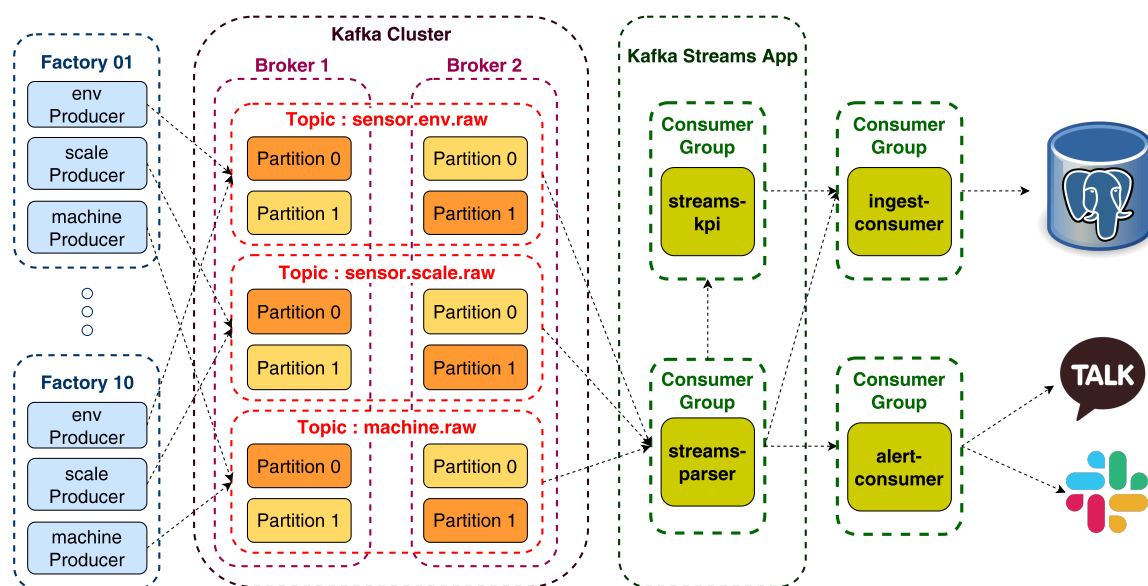 Factory 01
env
Producer
scale
Producer
machine
Producer
Factory 10
env
Producer
scale
Producer
machine
Producer
Kafka Cluster
Broker 1
Broker 2
Topic : sensor.env.raw
Partition 0
Partition 0
Partition 1
Partition 1
Topic : sensor.scale.raw
Partition 0
Partition 0
Partition 1
Partition 1
Topic : machine.raw
Partition 0
Partition 0
Partition 1
Partition 1
Kafka Streams App
Consumer
Group
streams-
kpi
Consumer
Group
streams-
parser
Consumer
Group
ingest-
consumer
Consumer
Group
alert-
consumer
TALK